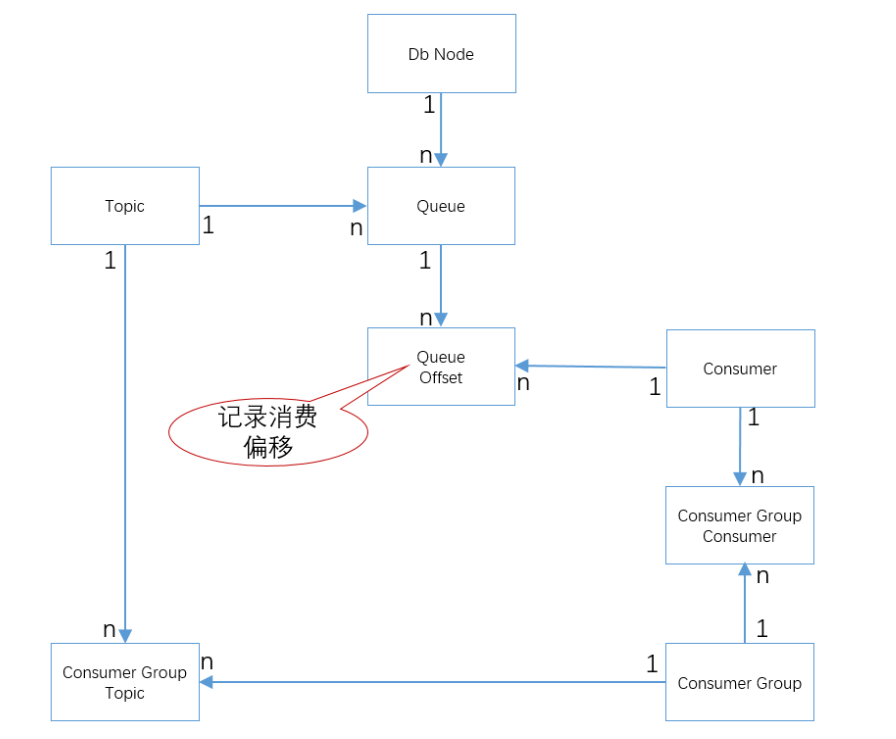 Db Node
1
n
Topic
1
n
Queue
1
1
n
Queue
Offset
n
1
Consumer
记录消费
偏移
1
n
Consumer Group
Consumer
n
1
n
Consumer Group
Topic
n
1
Consumer Group